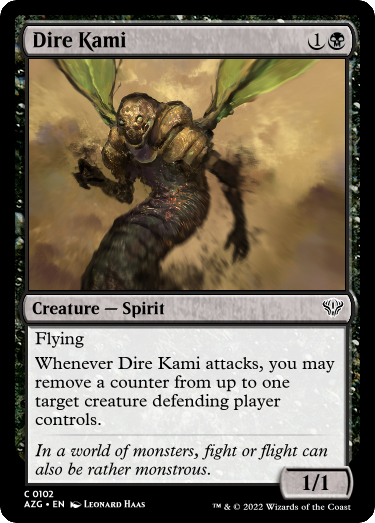 Dire Kami 1
Creature — Spirit
Flying
Whenever Dire Kami attacks, you may
remove a counter from up to one
target creature defending player
controls.
In a world of monsters, fight or flight can
also be rather monstrous.
1/1
C 0102
AZG • EN Leonard Haas
™ & © 2022 Wizards of the Coast